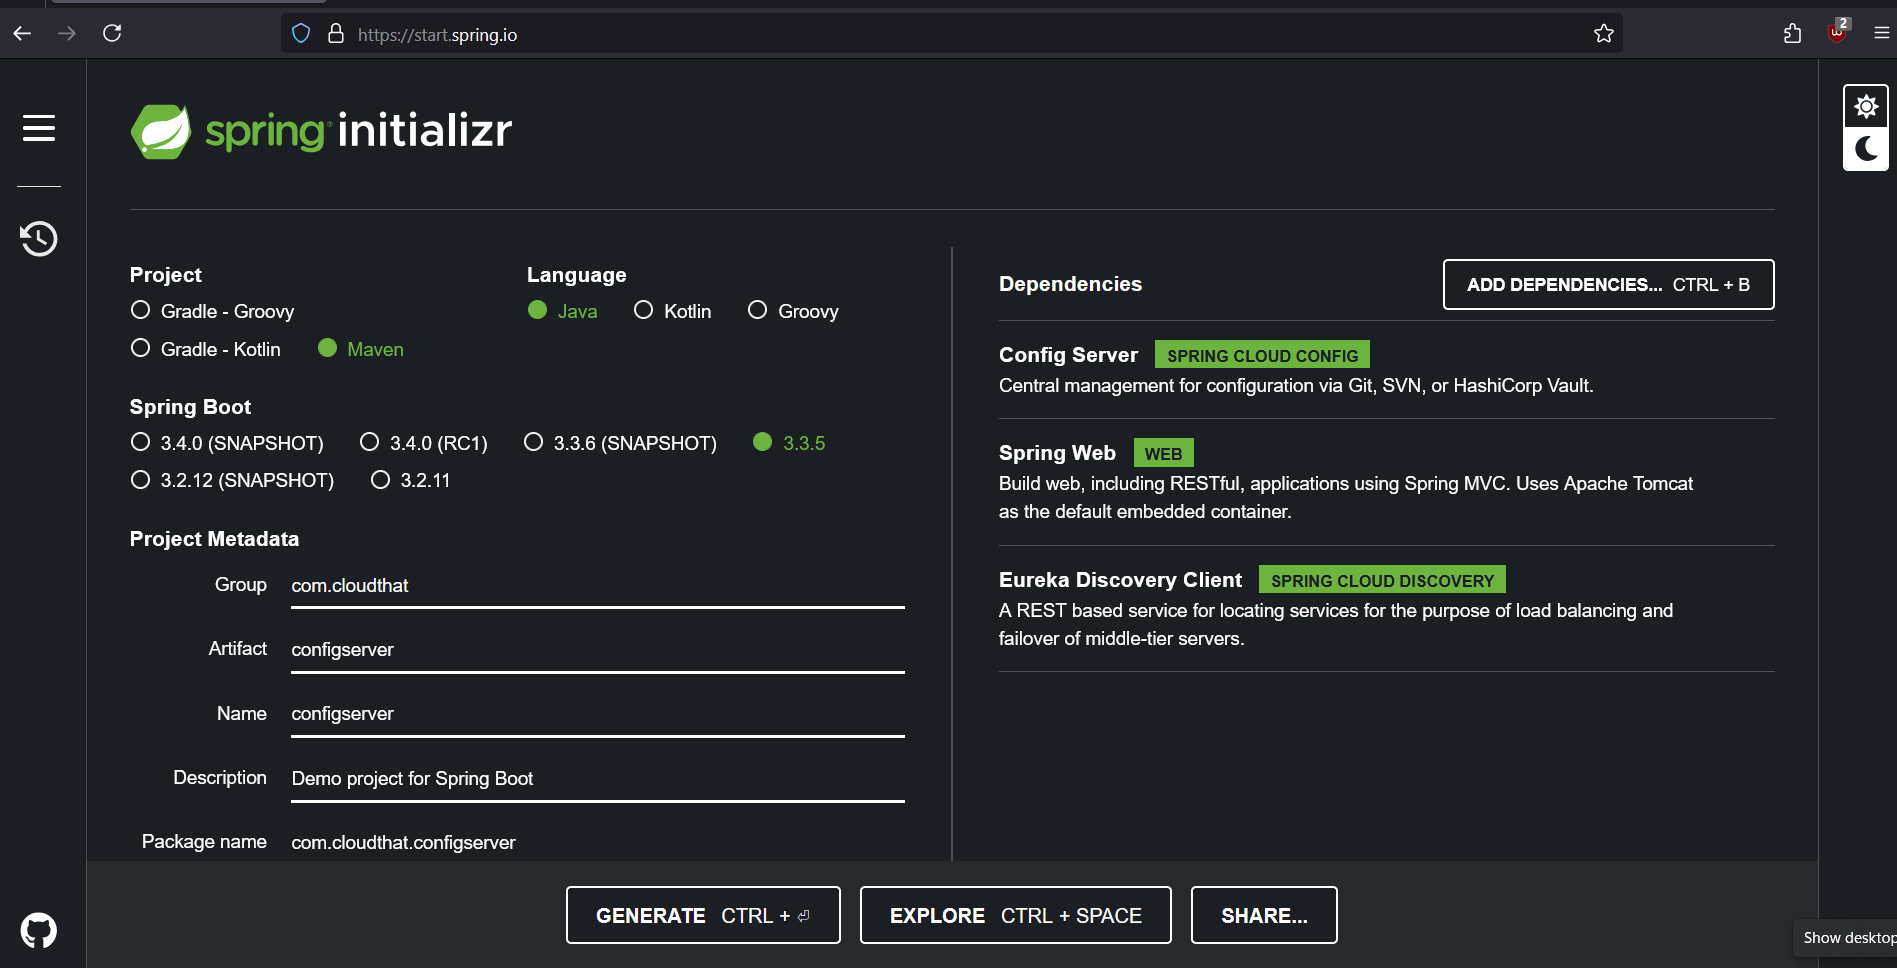 https://start.spring.io
2
spring initializr
Project
Gradle - Groovy
Gradle - Kotlin Maven
Language
Java Kotlin Groovy
Spring Boot
3.4.0 (SNAPSHOT) 3.4.0 (RC1) 3.3.6 (SNAPSHOT) 3.3.5
3.2.12 (SNAPSHOT) 3.2.11
Project Metadata
Group com.cloudthat
Artifact configserver
Name configserver
Description Demo project for Spring Boot
Package name com.cloudthat.configserver
Dependencies ADD DEPENDENCIES... CTRL + B
Config Server SPRING CLOUD CONFIG
Central management for configuration via Git, SVN, or HashiCorp Vault.
Spring Web WEB
Build web, including RESTful, applications using Spring MVC. Uses Apache Tomcat
as the default embedded container.
Eureka Discovery Client SPRING CLOUD DISCOVERY
A REST based service for locating services for the purpose of load balancing and
failover of middle-tier servers.
GENERATE CTRL + ⏎ EXPLORE CTRL + SPACE SHARE...
Show desktop